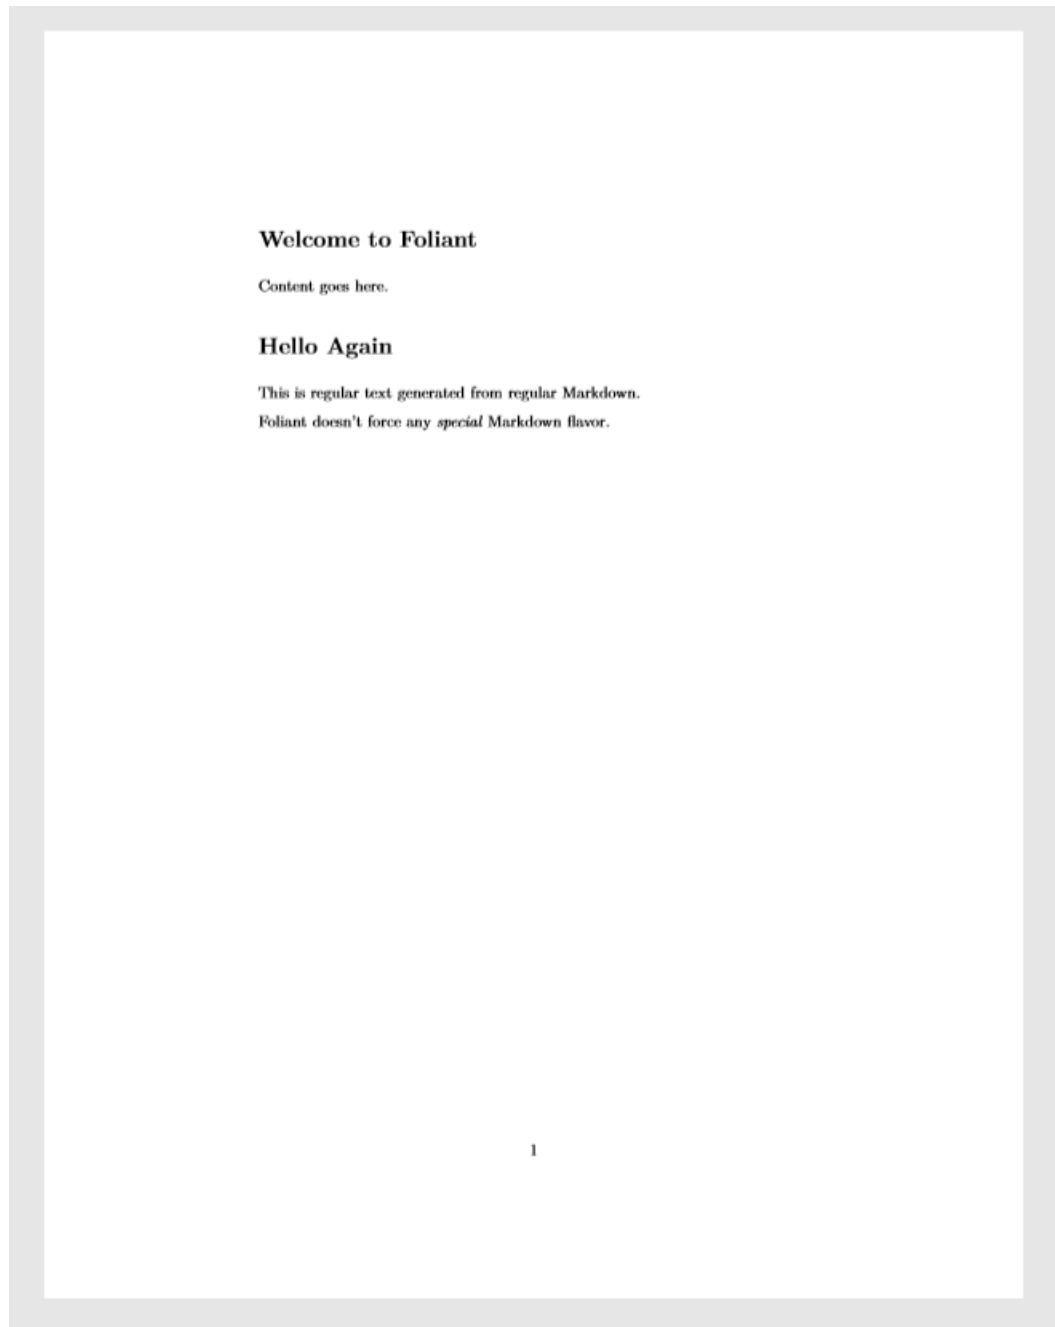 Welcome to Foliant
Content goes here.
Hello Again
This is regular text generated from regular Markdown.
Foliant doesn't force any special Markdown flavor.
1